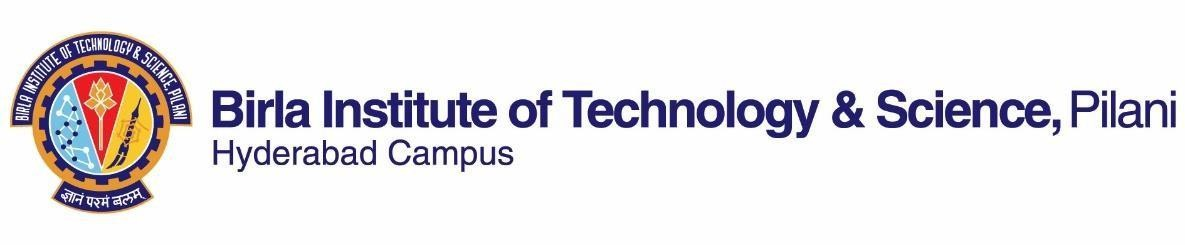 BIRLA INSTITUTE OF TECHNOLOGY & SCIENCE, PILANI
ज्ञानं परमं बलम्
Birla Institute of Technology & Science, Pilani
Hyderabad Campus